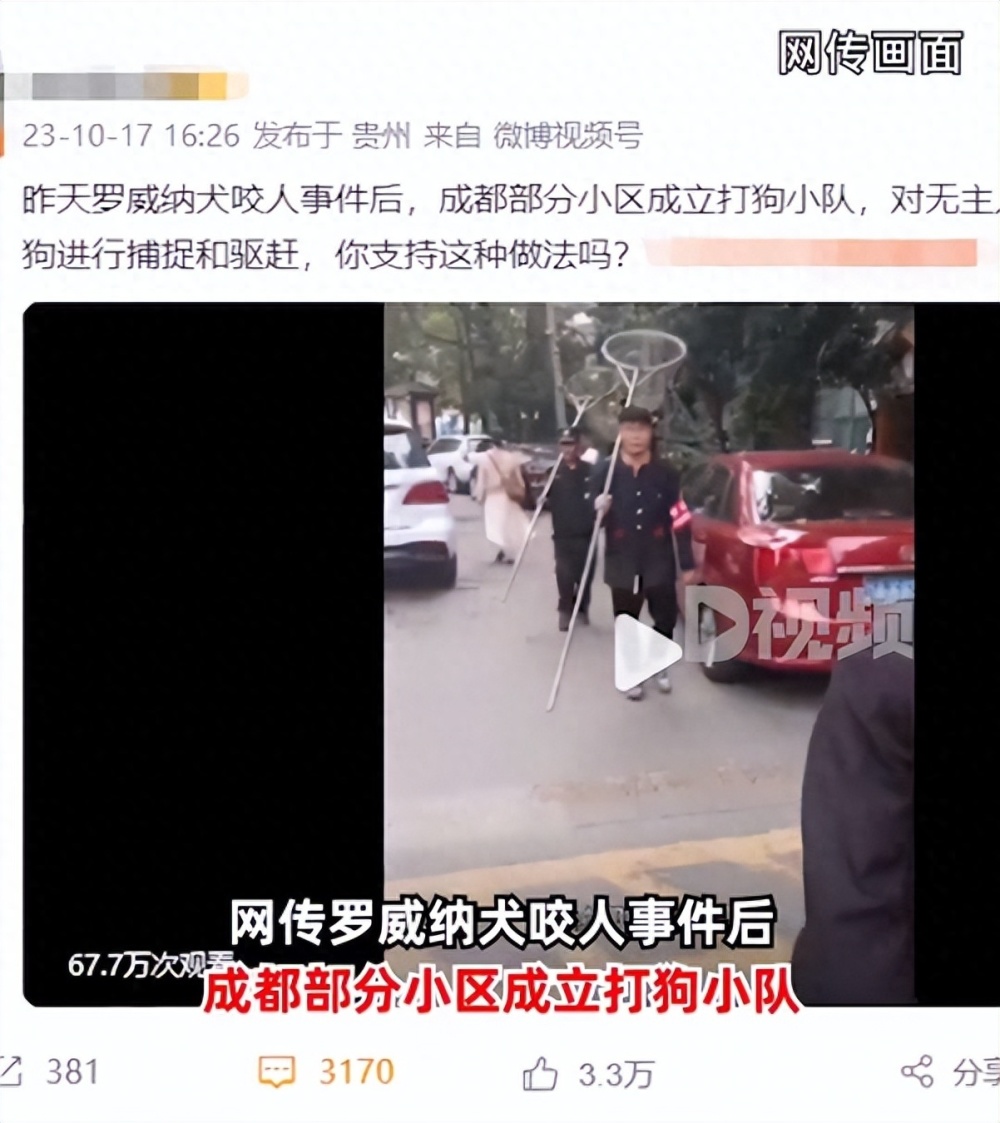 网传画面
23-10-17 16:26 发布于 贵州 来自 微博视频号
昨天罗威纳犬咬人事件后，成都部分小区成立打狗小队，对无主
狗进行捕捉和驱赶，你支持这种做法吗？
视频
网传罗威纳犬咬人事件后
67.7万次观看
成都部分小区成立打狗小队
381
3170
3.3万
分享